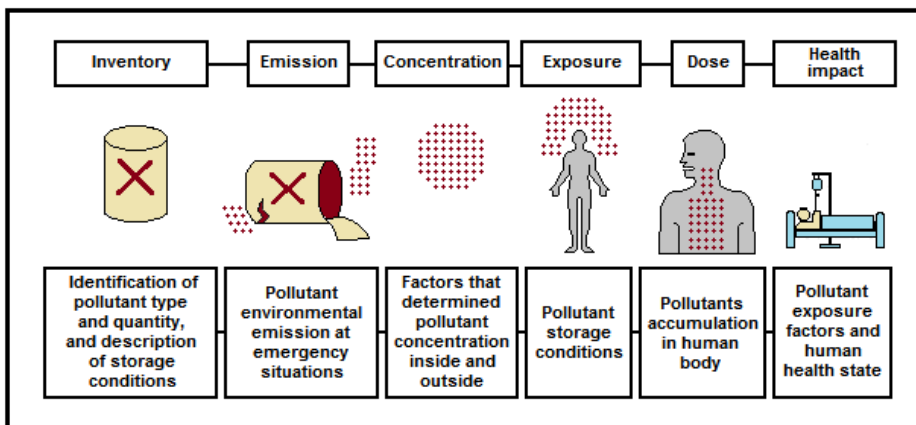 Inventory
Emission
Concentration
Exposure
Dose
Health
impact
Identification of
pollutant type
and quantity,
and description
of storage
conditions
Pollutant
environmental
emission at
emergency
situations
Factors that
determined
pollutant
concentration
inside and
outside
Pollutant
storage
conditions
Pollutants
accumulation
in human
body
Pollutant
exposure
factors and
human
health state